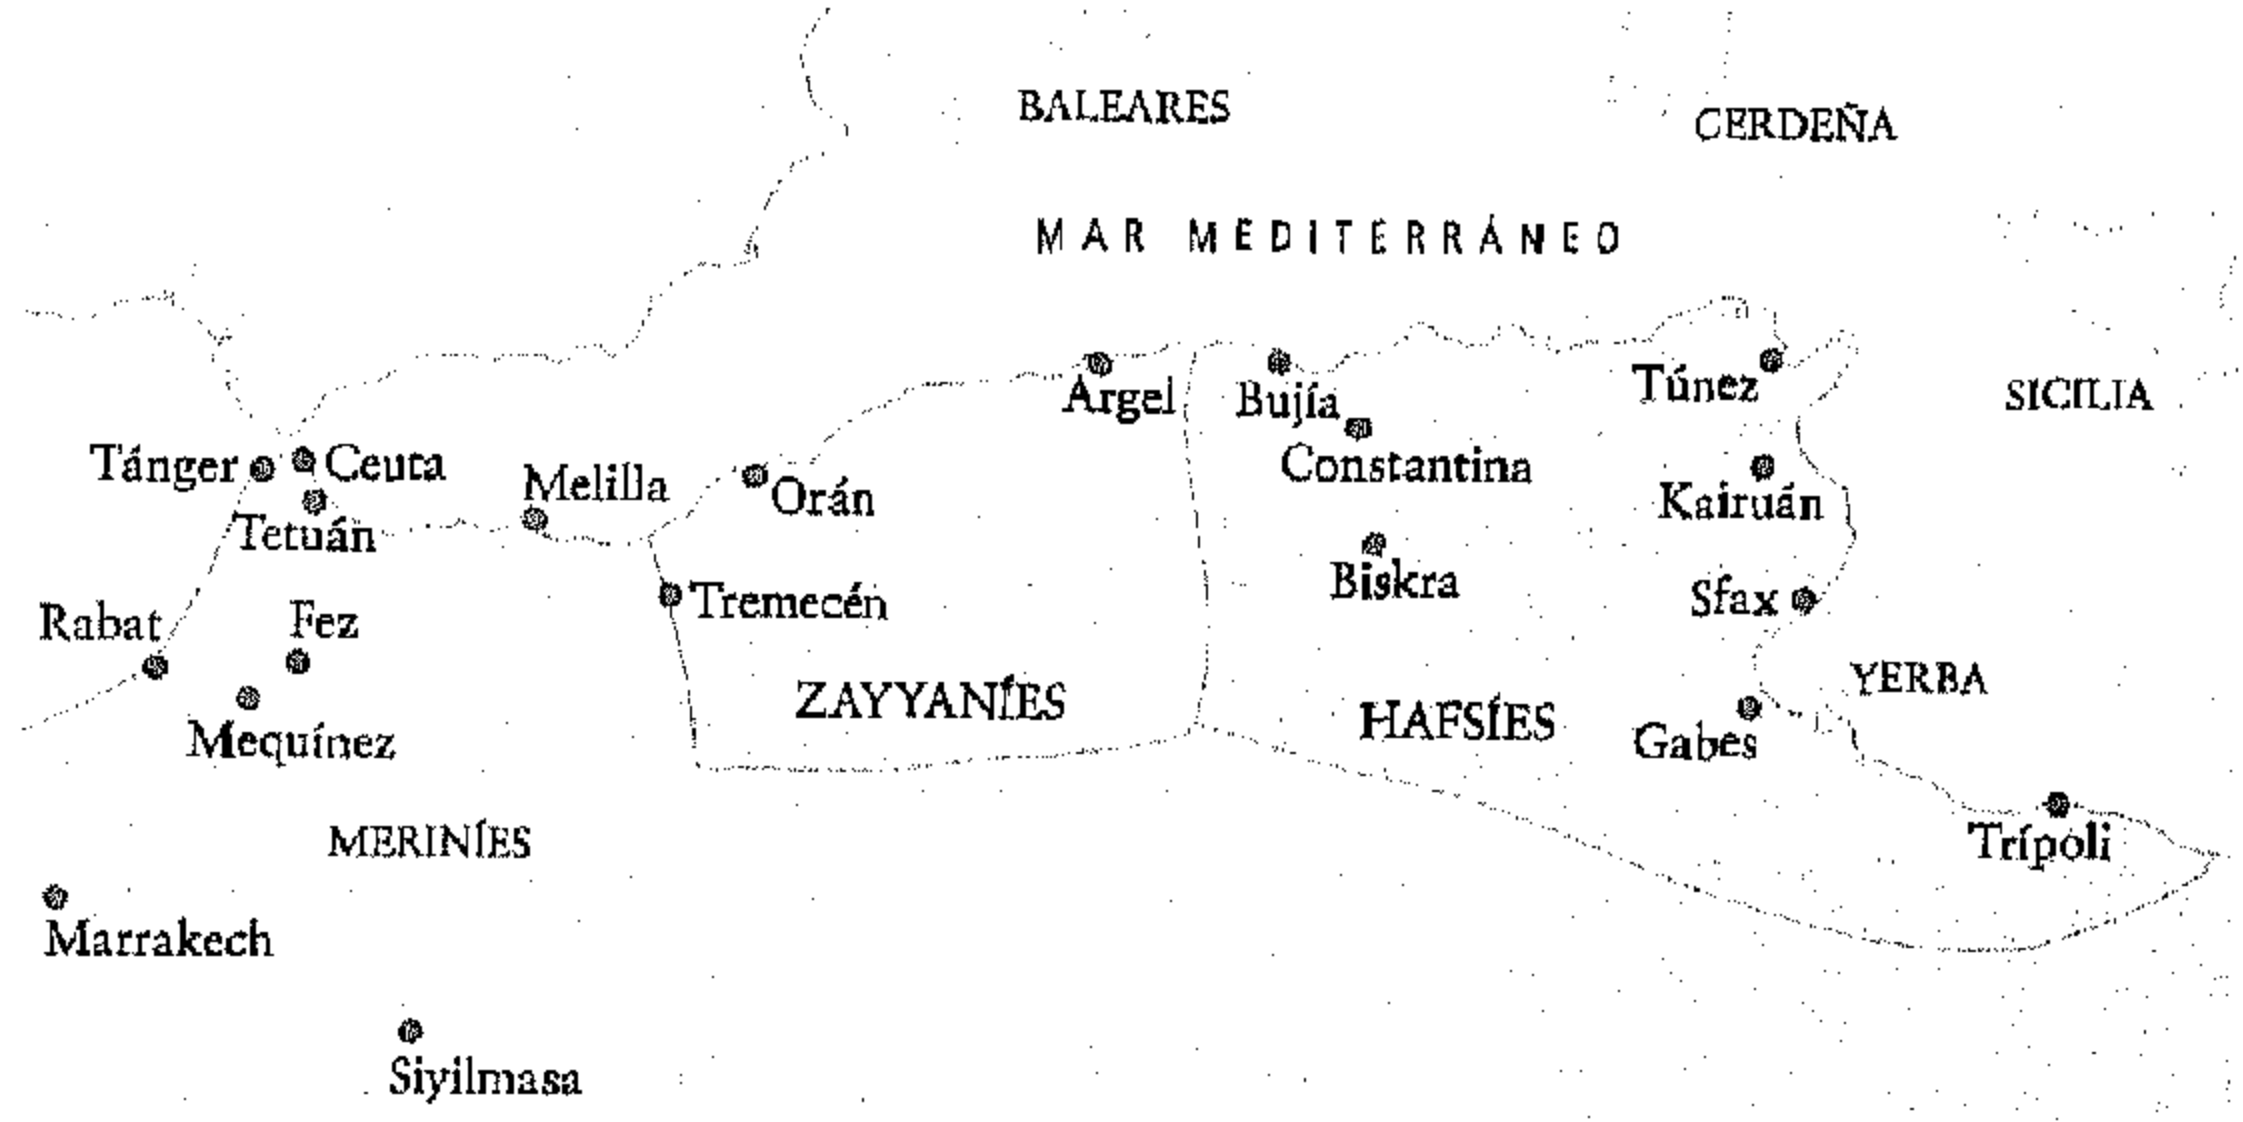 BALEARES
CERDEÑA
MAR MEDITERRÁNEO
Argel
Bujía
Túnez
SICILIA
Tánger
Ceuta
Constantina
Melilla
Orán
Kairuán
Tetuán
Biskra
Sfax
Tremecén
Rabat
Fez
YERBA
ZAYYANÍES
HAFSÍES
Mequínez
Gabes
MERINÍES
Trípoli
Marrakech
Siyilmasa